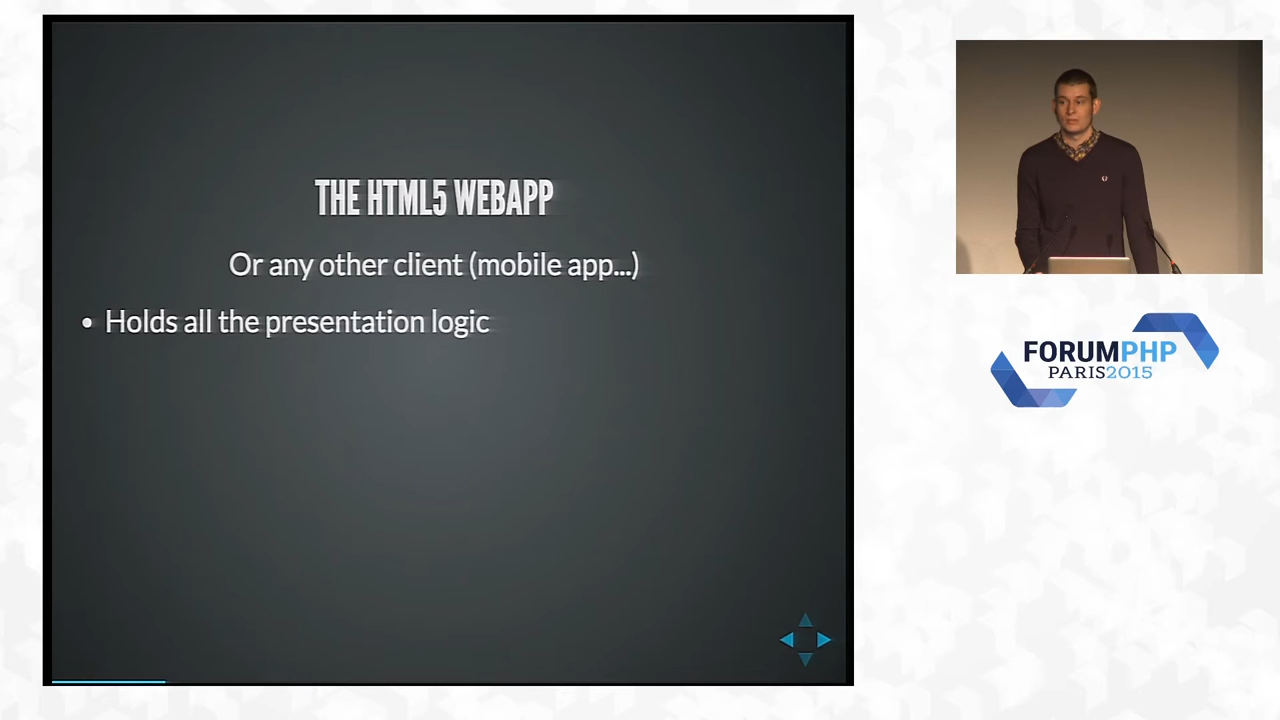 THE HTML5 WEBAPP
Or any other client (mobile app...)
• Holds all the presentation logic
FORUMPHP
PARIS2015